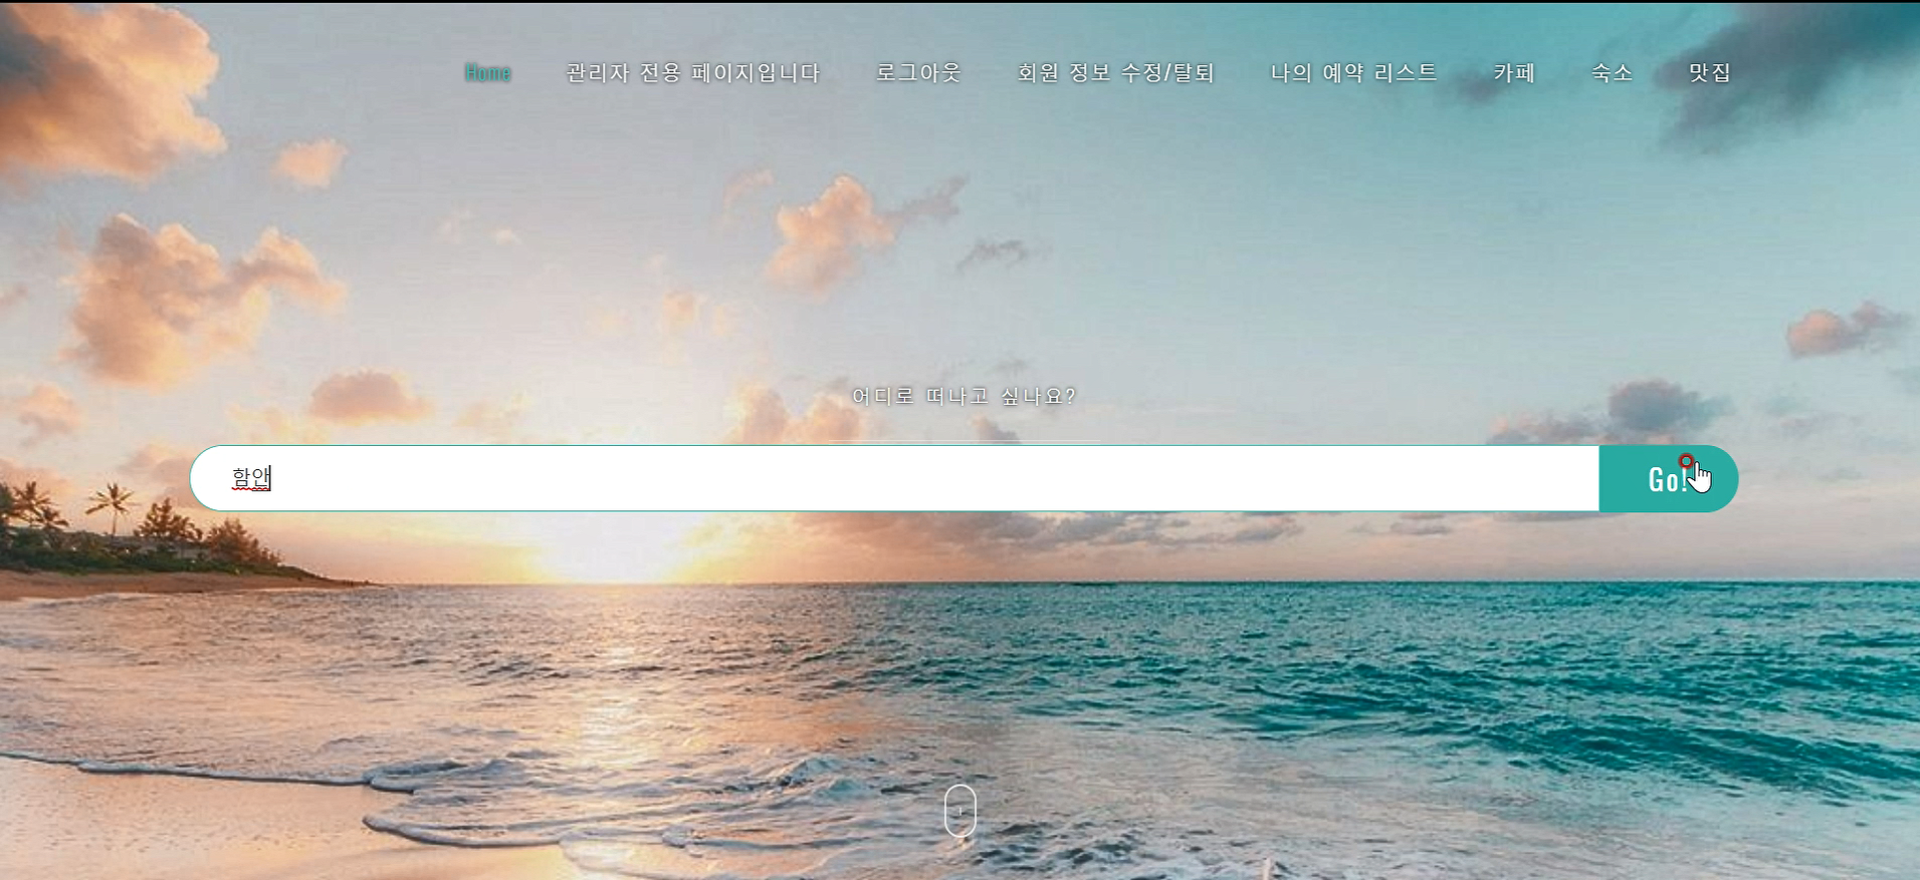 Home 관리자 전용 페이지입니다 로그아웃 회원 정보 수정/탈퇴 나의 예약 리스트 카페 숙소 맛집
어디로 떠나고 싶나요?
함안 Go!